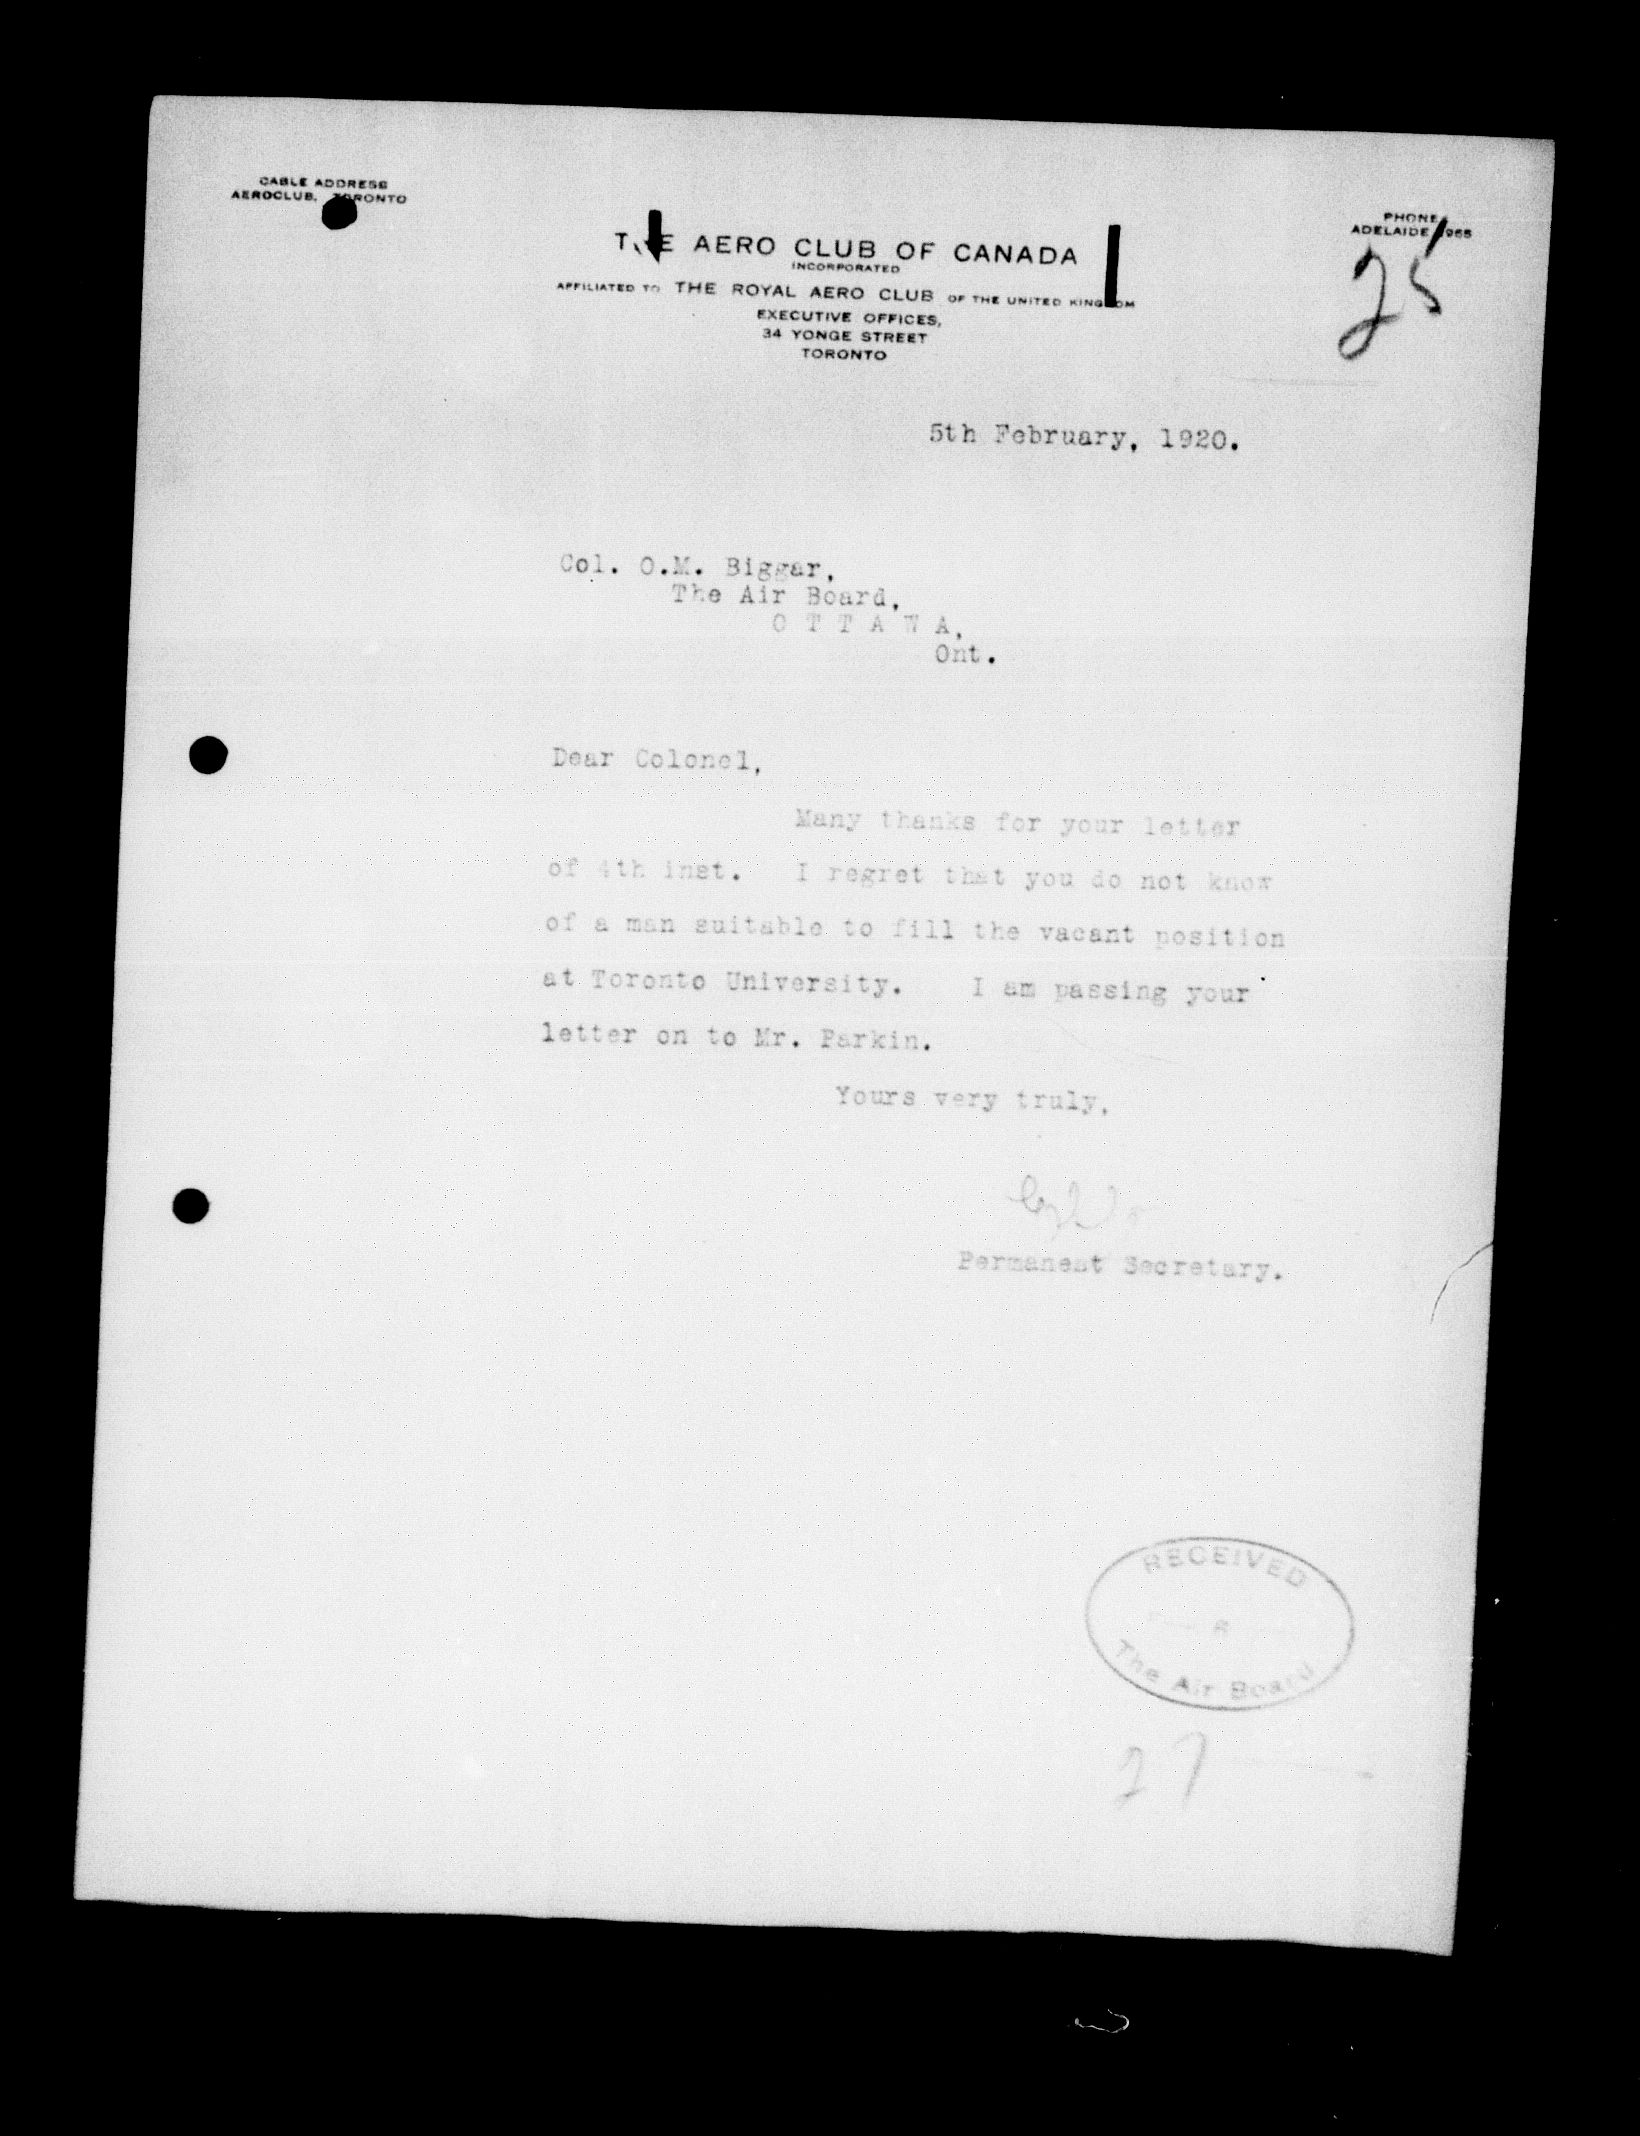 CABLE ADDRESS
AEROCLUB, TORONTO
PHONE
ADELAIDE
25
THE AERO CLUB OF CANADA
INCORPORATED
AFFILIATED TO THE ROYAL AERO CLUB OF THE UNITED KINGDOM
EXECUTIVE OFFICES,
34 YONGE STREET
TORONTO
5th February, 1920.
Col. O.M. Biggar,
The Air Board,
O T T A W A,
Ont.
Dear Colonel,
Many thanks for your letter
of 4th inst. I regret that you do not know
of a man suitable to fill the vacant position
at Toronto University. I am passing your
letter on to Mr. Parkin.
Yours very truly,
Permanent Secretary.
RECEIVED
The Air Board
27